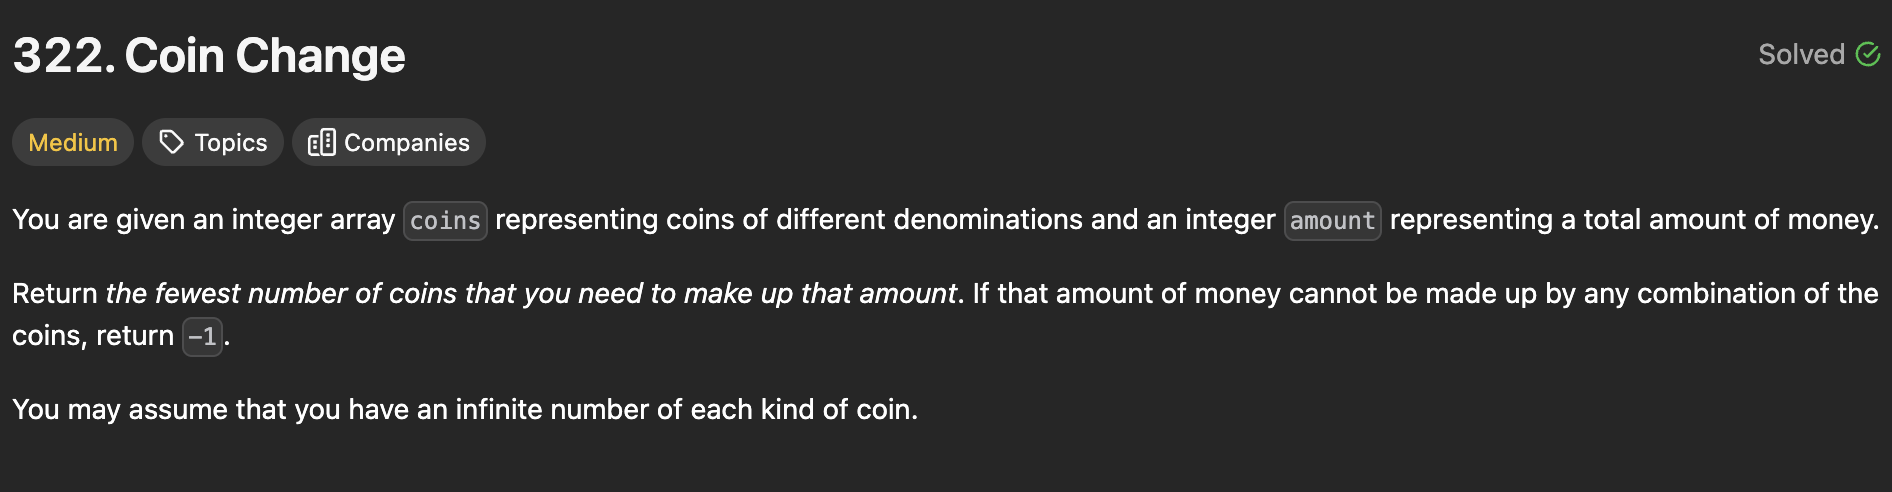 322. Coin Change
Solved
Medium
Topics
Companies
You are given an integer array coins representing coins of different denominations and an integer amount representing a total amount of money.
Return the fewest number of coins that you need to make up that amount. If that amount of money cannot be made up by any combination of the
coins, return -1.
You may assume that you have an infinite number of each kind of coin.